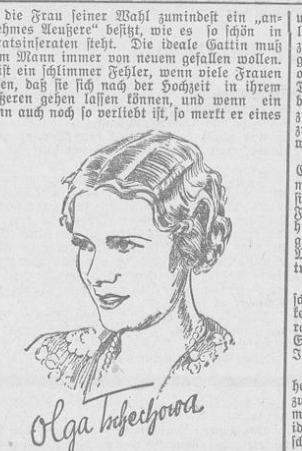 die Frau seiner Wahl zumindest ein „an-
ehmes Aeußere" besitzt, wie es so schön in
ratsinseraten steht. Die ideale Gattin muß
m Mann immer von neuem gefallen wollen.
ist ein schlimmer Fehler, wenn viele Frauen
en, daß sie sich nach der Hochzeit in ihrem
ßeren gehen lassen können, und wenn ein
n auch noch so verliebt ist, so merkt er eines
Olga Tschechowa